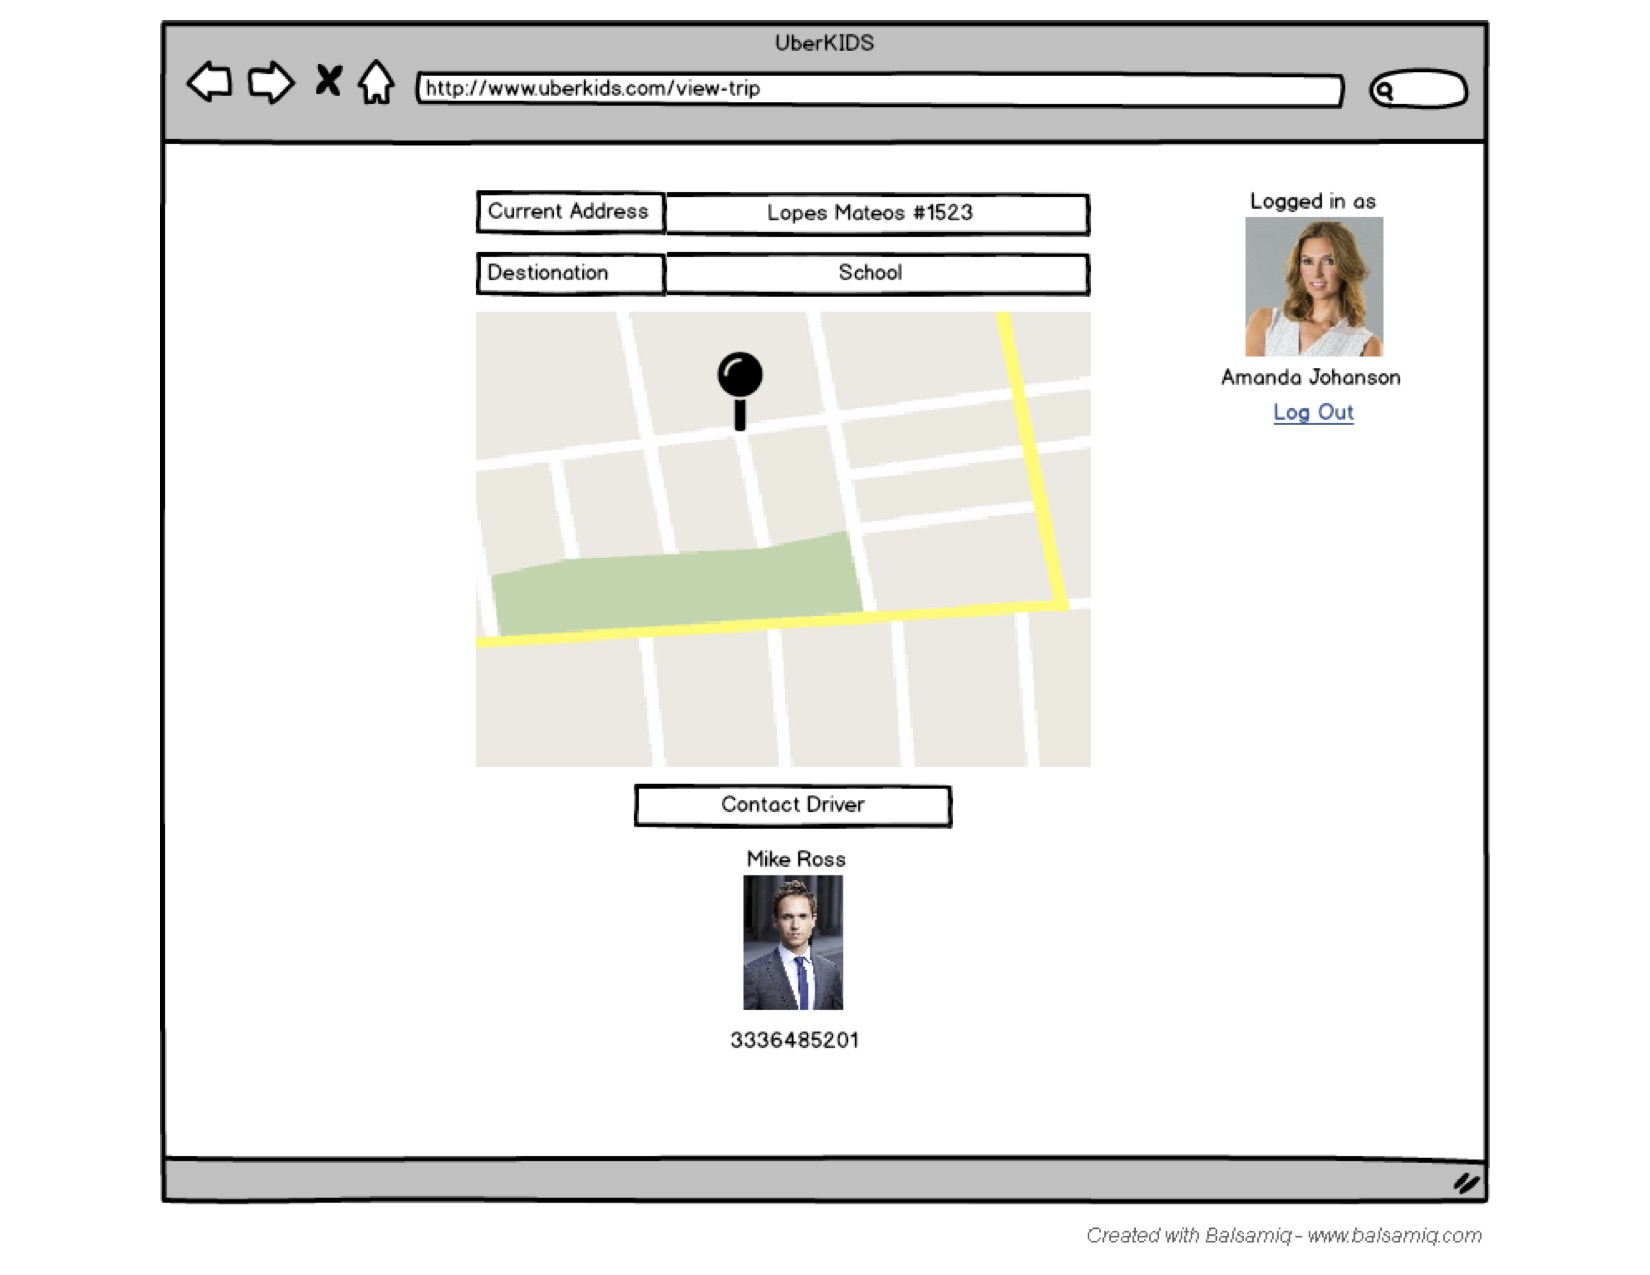 UberKIDS
http://www.uberkids.com/view-trip
Current Address Lopes Mateos #1523
Destionation School
Logged in as
Amanda Johanson
Log Out
Contact Driver
Mike Ross
3336485201
Created with Balsamiq - www.balsamiq.com